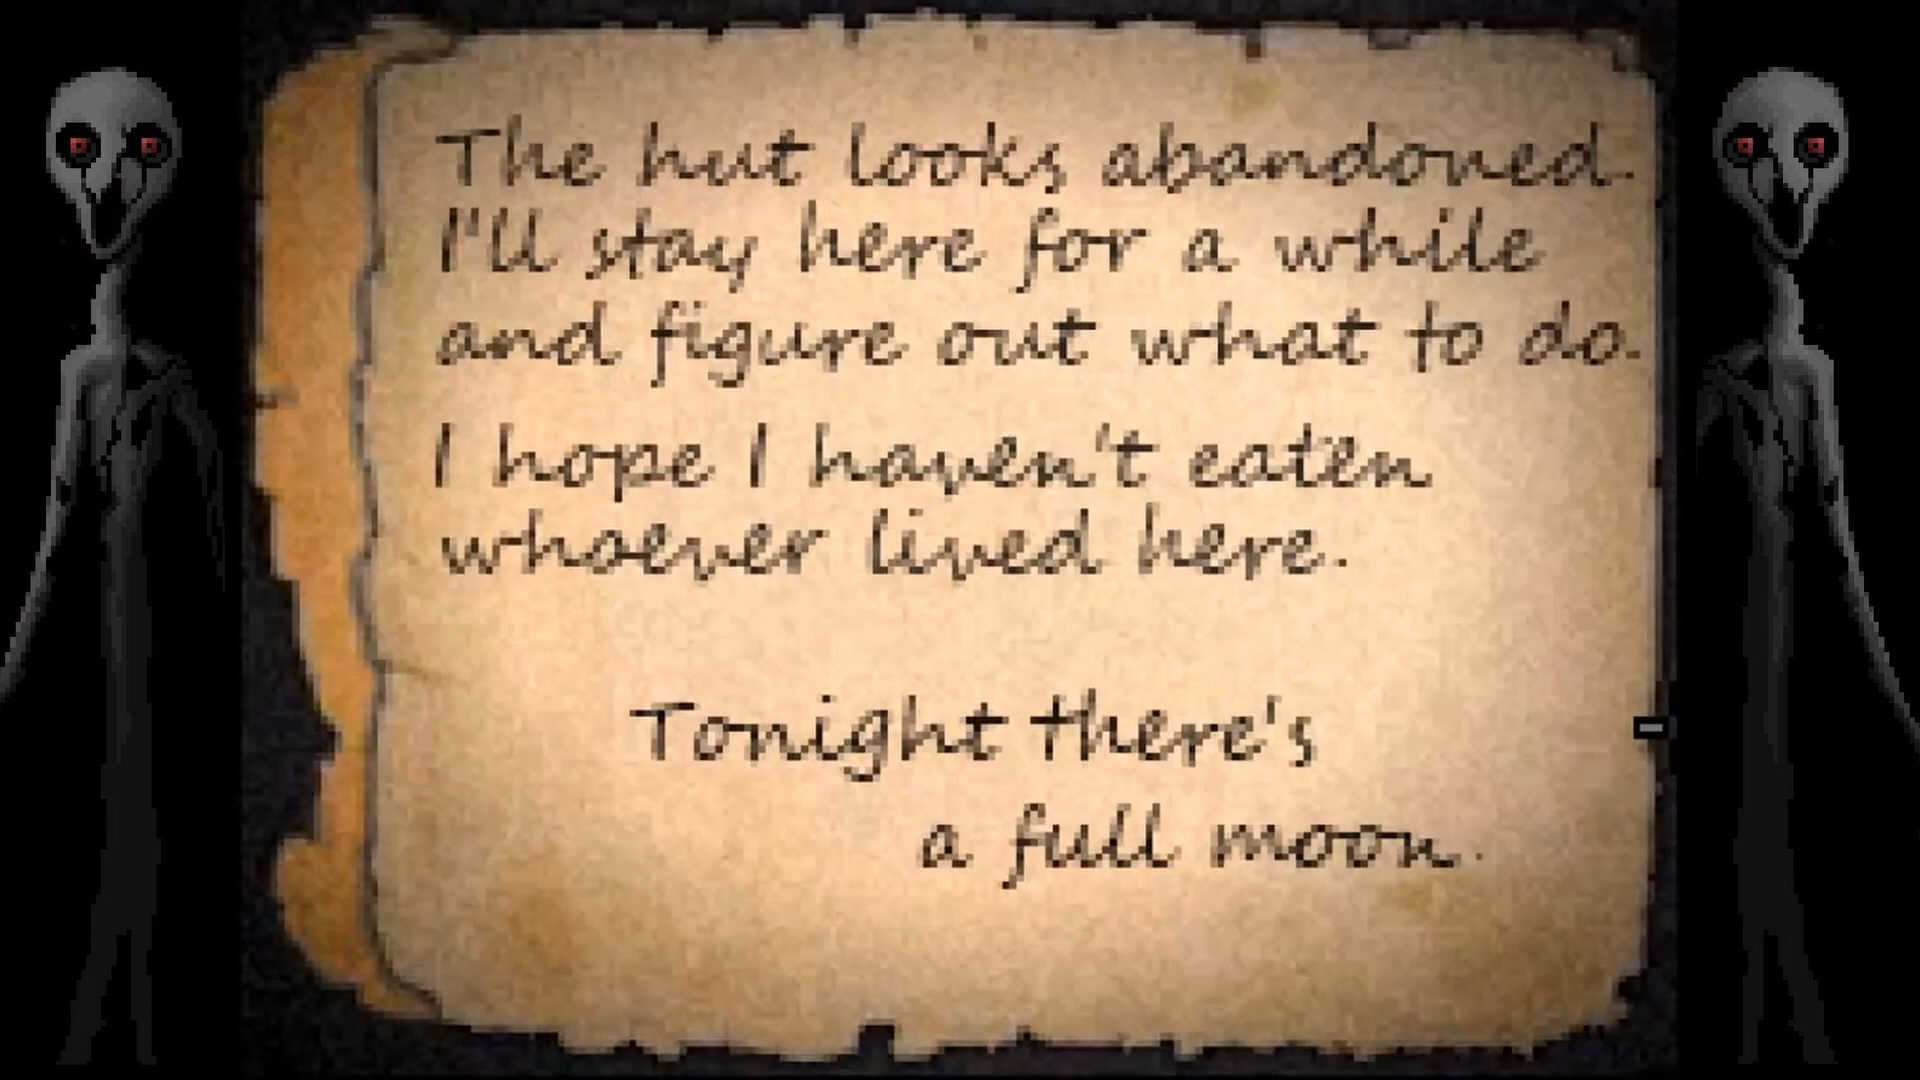 The hut looks abandoned.
I'll stay here for a while
and figure out what to do.
I hope I haven't eaten
whoever lived here.
Tonight there's
a full moon.